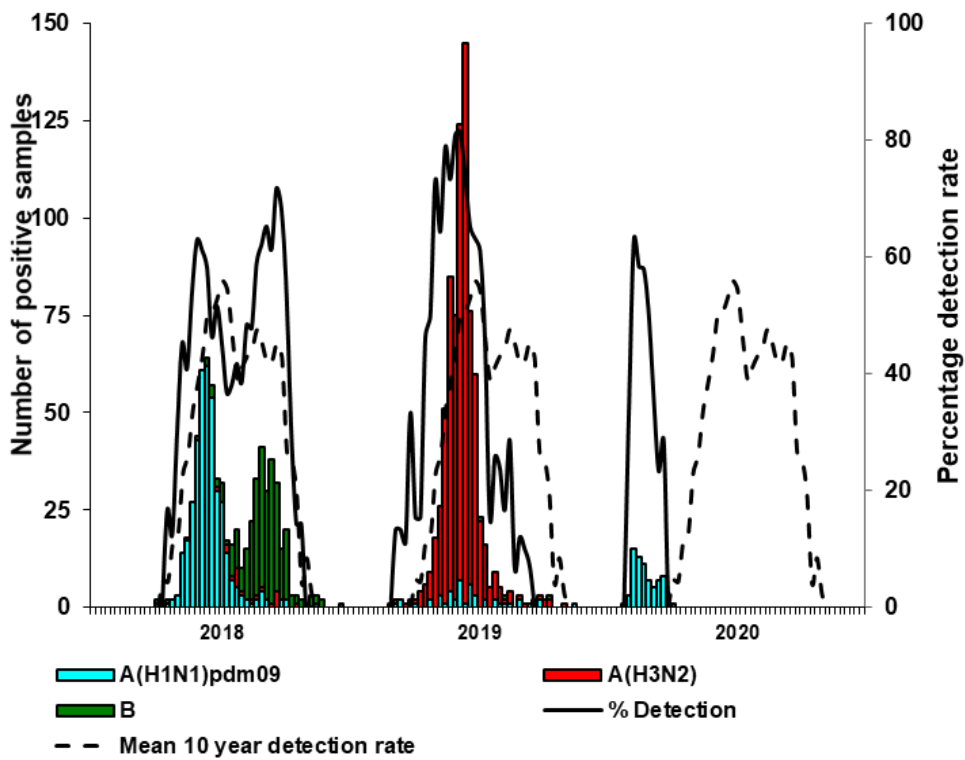 Number of positive samples
150
125
100
75
50
25
0
100
80
60
40
20
0
Percentage detection rate
2018
2019
2020
A(H1N1)pdm09
A(H3N2)
B
% Detection
Mean 10 year detection rate